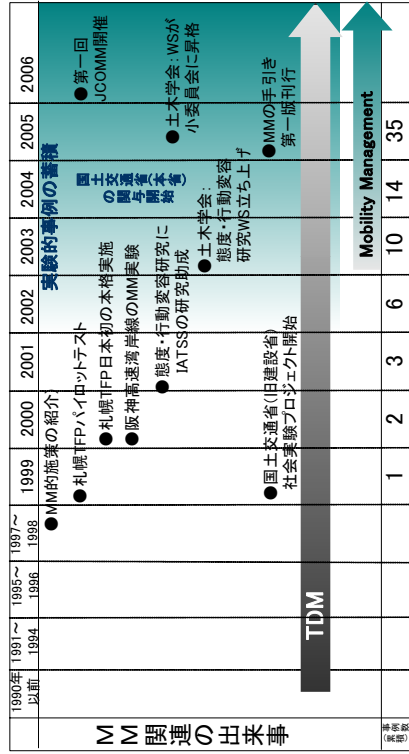 1990年
以前
1991～
1994
1995～
1996
1997～
1998
1999
2000
2001
2002
2003
2004
2005
2006
MM関連の出来事
実験的事例の蓄積
●MM的施策の紹介
●札幌TFPパイロットテスト
●札幌TFP日本初の本格実施
●阪神高速湾岸線のMM実験
●態度・行動変容研究に
IATSSの研究助成
国土交通省（本省）
の関与開始
●土木学会：
態度・行動変容
研究WS立ち上げ
●第一回
JCOMM開催
●土木学会：WSが
小委員会に昇格
●国土交通省（旧建設省）
社会実験プロジェクト開始
●MMの手引き
第一版刊行
TDM
Mobility Management
事例数
（累積）
1
2
3
6
10
14
35